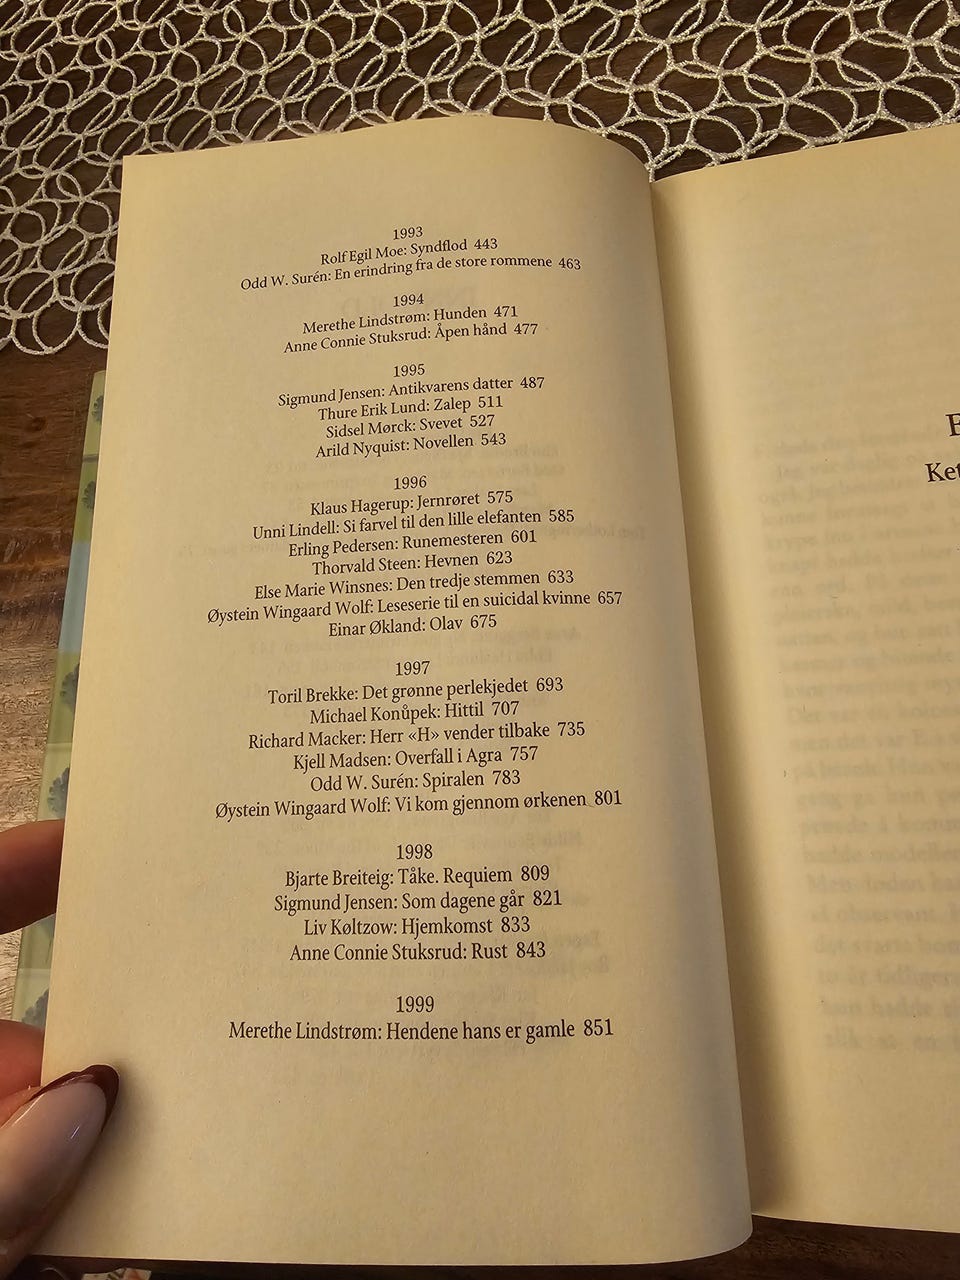 1993
Rolf Egil Moe: Syndflod 443
Odd W. Surén: En erindring fra de store rommene 463
1994
Merethe Lindstrøm: Hunden 471
Anne Connie Stuksrud: Åpen hånd 477
1995
Sigmund Jensen: Antikvarens datter 487
Thure Erik Lund: Zalep 511
Sidsel Mørck: Svevet 527
Arild Nyquist: Novellen 543
1996
Klaus Hagerup: Jernrøret 575
Unni Lindell: Si farvel til den lille elefanten 585
Erling Pedersen: Runemesteren 601
Thorvald Steen: Hevnen 623
Else Marie Winsnes: Den tredje stemmen 633
Øystein Wingaard Wolf: Leseserie til en suicidal kvinne 657
Einar Økland: Olav 675
1997
Toril Brekke: Det grønne perlekjedet 693
Michael Konůpek: Hittil 707
Richard Macker: Herr «H» vender tilbake 735
Kjell Madsen: Overfall i Agra 757
Odd W. Surén: Spiralen 783
Øystein Wingaard Wolf: Vi kom gjennom ørkenen 801
1998
Bjarte Breiteig: Tåke. Requiem 809
Sigmund Jensen: Som dagene går 821
Liv Køltzow: Hjemkomst 833
Anne Connie Stuksrud: Rust 843
1999
Merethe Lindstrøm: Hendene hans er gamle 851